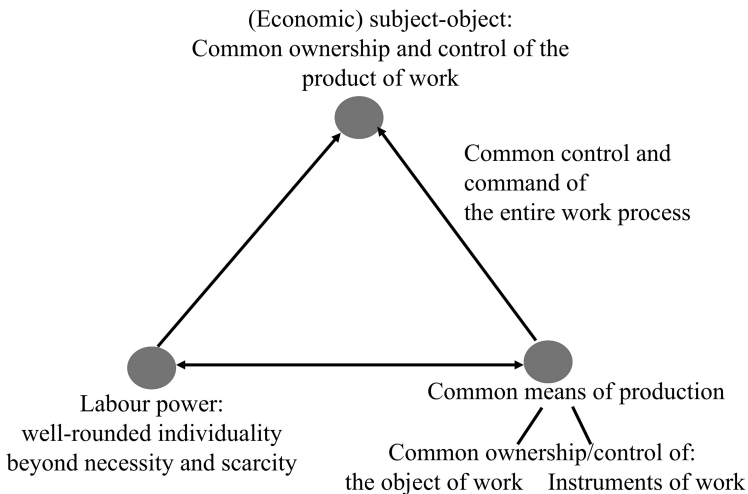 (Economic) subject-object:
Common ownership and control of the
product of work
Common control and
command of
the entire work process
Labour power:
well-rounded individuality
beyond necessity and scarcity
Common means of production
Common ownership/control of:
the object of work    Instruments of work